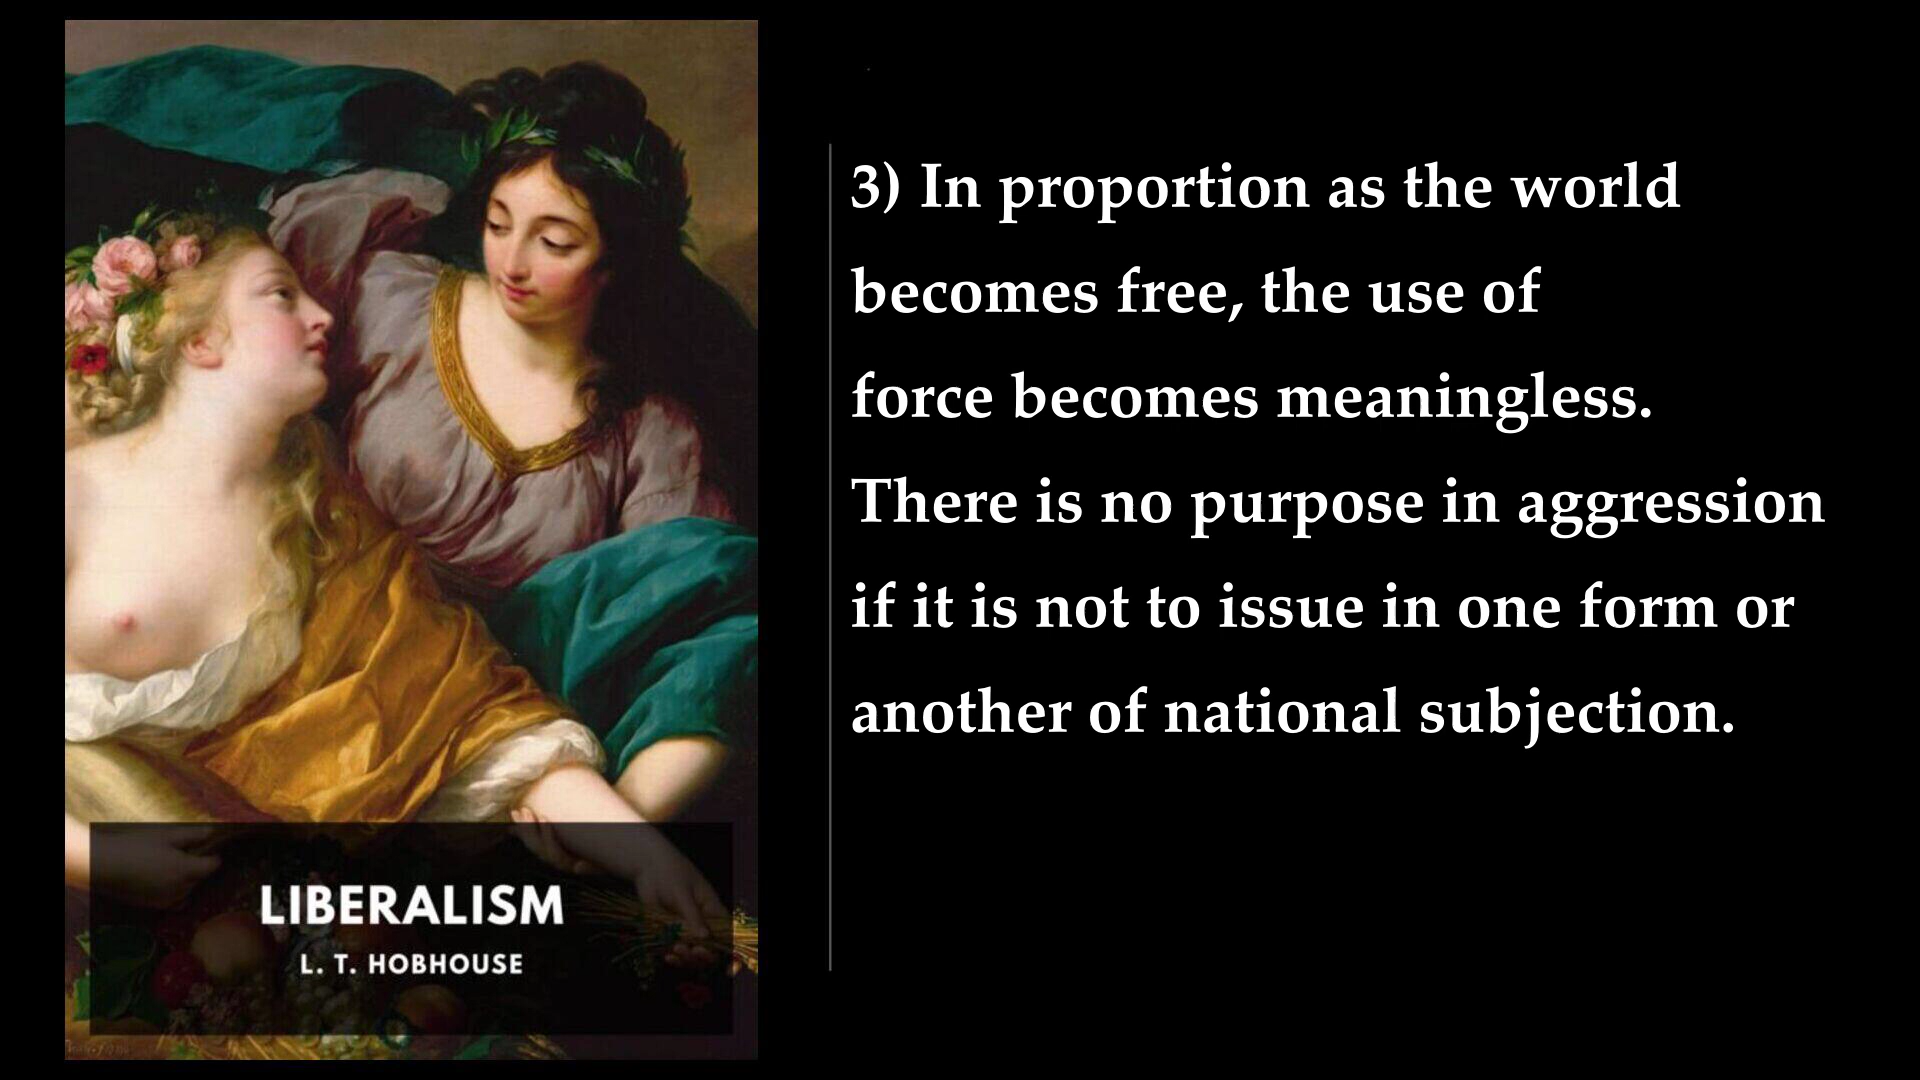 3) In proportion as the world
becomes free, the use of
force becomes meaningless.
There is no purpose in aggression
if it is not to issue in one form or
another of national subjection.
LIBERALISM
L. T. HOBHOUSE